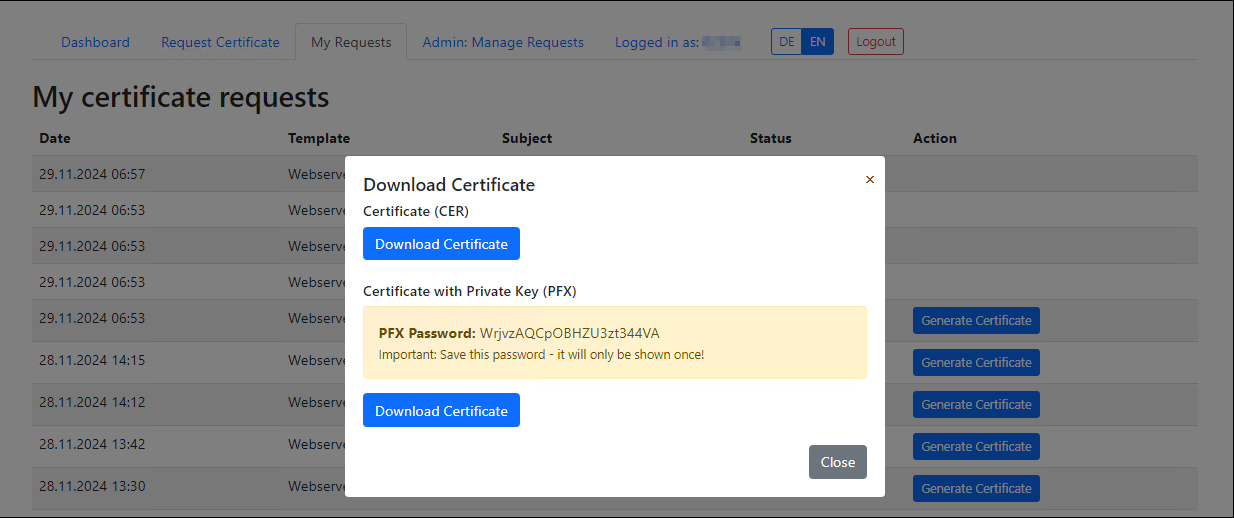 Dashboard Request Certificate My Requests Admin: Manage Requests Logged in as: DE EN Logout
My certificate requests
Date Template Subject Status Action
29.11.2024 06:57 Webserve
29.11.2024 06:53 Webserve
29.11.2024 06:53 Webserve
29.11.2024 06:53 Webserve
29.11.2024 06:53 Webserve Generate Certificate
28.11.2024 14:15 Webserve Generate Certificate
28.11.2024 14:12 Webserve Generate Certificate
28.11.2024 13:42 Webserve Generate Certificate
28.11.2024 13:30 Webserve Generate Certificate
Download Certificate ×
Certificate (CER)
Download Certificate
Certificate with Private Key (PFX)
PFX Password: WrjvzAQCpOBHZU3zt344VA
Important: Save this password - it will only be shown once!
Download Certificate
Close